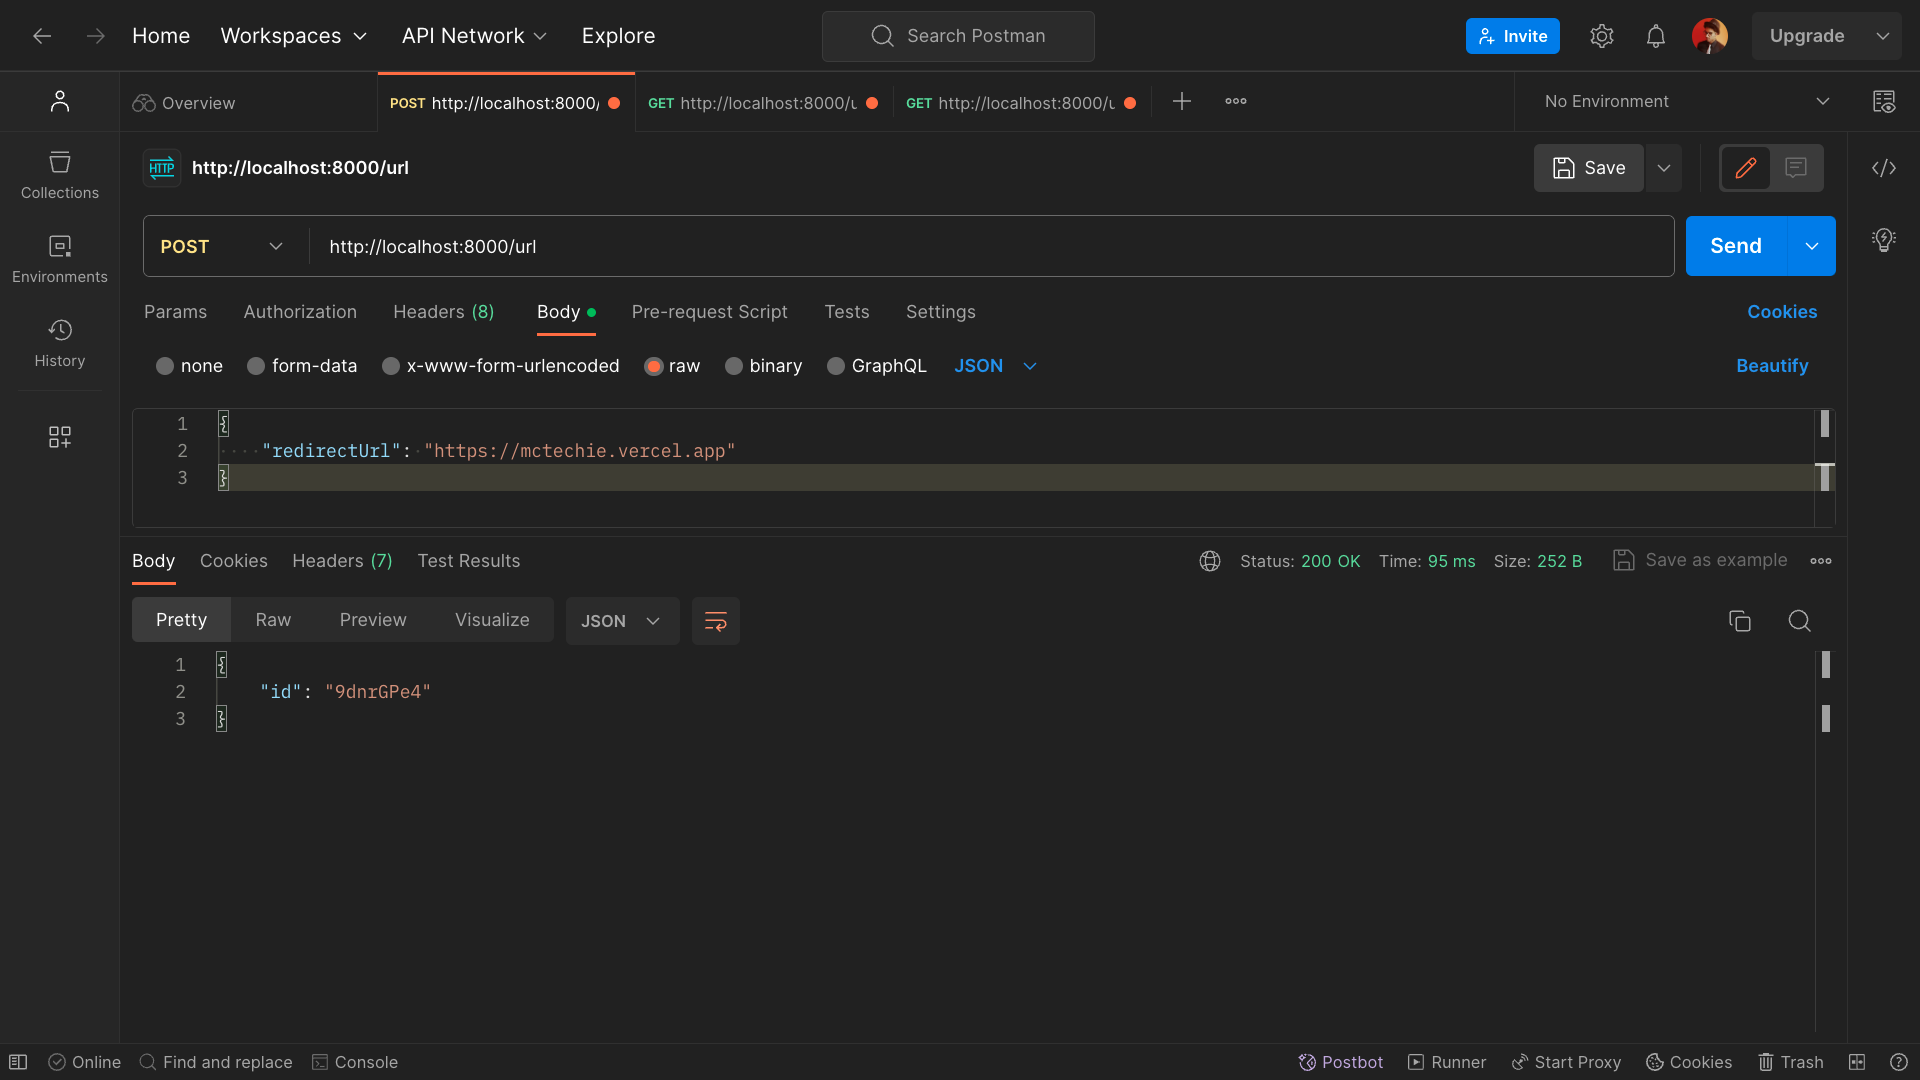 Home Workspaces API Network Explore Search Postman Invite Upgrade
Overview POST http://localhost:8000/ GET http://localhost:8000/u GET http://localhost:8000/u No Environment
HTTP http://localhost:8000/url Save
Collections
POST http://localhost:8000/url Send
Environments
Params Authorization Headers (8) Body Pre-request Script Tests Settings Cookies
History
none form-data x-www-form-urlencoded raw binary GraphQL JSON Beautify
1 {
2 "redirectUrl": "https://mctechie.vercel.app"
3 }
Body Cookies Headers (7) Test Results Status: 200 OK Time: 95 ms Size: 252 B Save as example
Pretty Raw Preview Visualize JSON
1 {
2 "id": "9dnrGPe4"
3 }
Online Find and replace Console Postbot Runner Start Proxy Cookies Trash